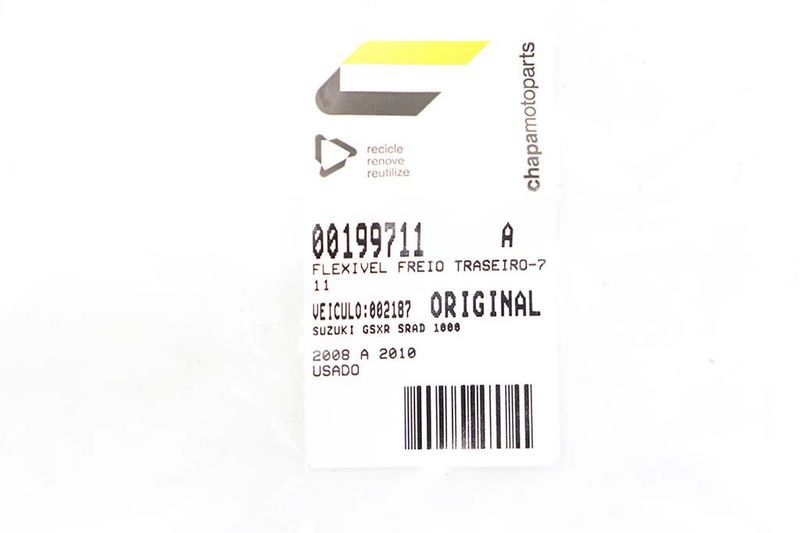 chapamotoparts
recicle
renove
reutilize
00199711 A
FLEXIVEL FREIO TRASEIRO-7
11
VEICULO:002187 ORIGINAL
SUZUKI GSXR SRAD 1000
2008 A 2010
USADO